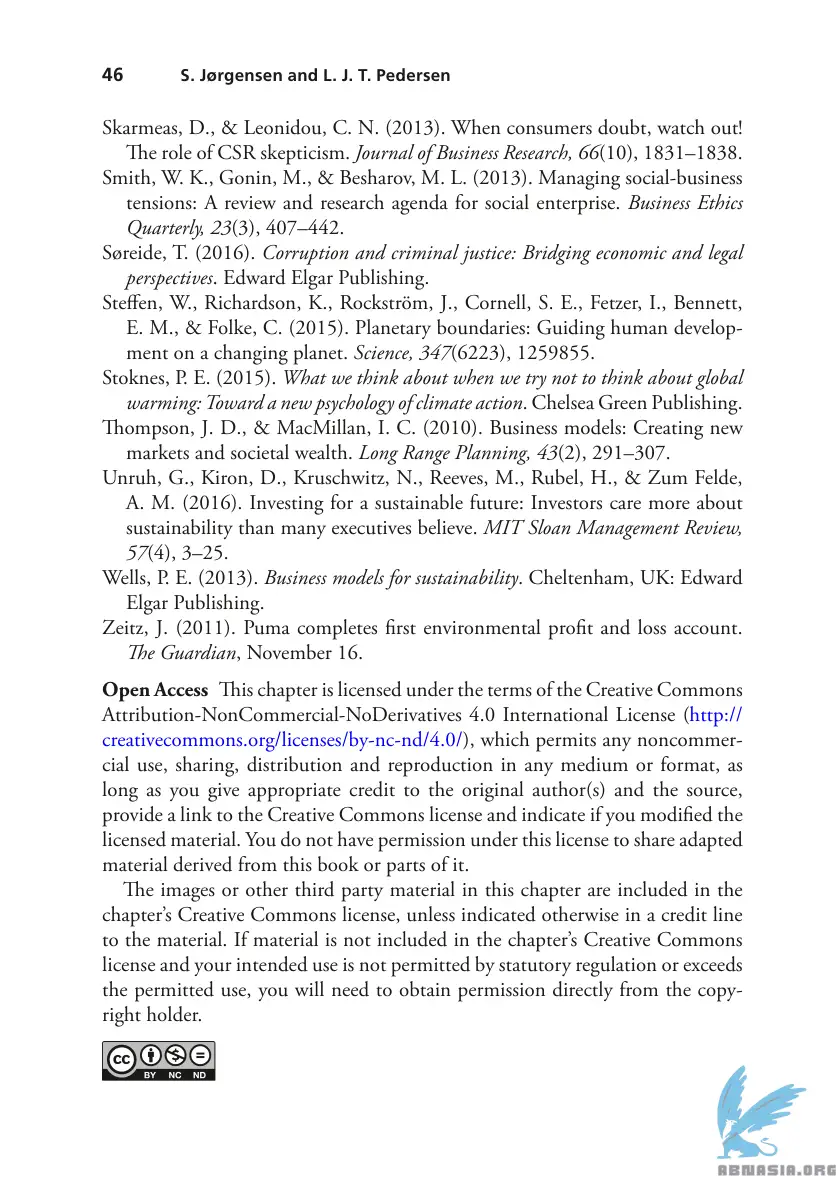 46 S. Jørgensen and L. J. T. Pedersen
Skarmeas, D., & Leonidou, C. N. (2013). When consumers doubt, watch out!
The role of CSR skepticism. Journal of Business Research, 66(10), 1831–1838.
Smith, W. K., Gonin, M., & Besharov, M. L. (2013). Managing social-business
tensions: A review and research agenda for social enterprise. Business Ethics
Quarterly, 23(3), 407–442.
Søreide, T. (2016). Corruption and criminal justice: Bridging economic and legal
perspectives. Edward Elgar Publishing.
Steffen, W., Richardson, K., Rockström, J., Cornell, S. E., Fetzer, I., Bennett,
E. M., & Folke, C. (2015). Planetary boundaries: Guiding human develop-
ment on a changing planet. Science, 347(6223), 1259855.
Stoknes, P. E. (2015). What we think about when we try not to think about global
warming: Toward a new psychology of climate action. Chelsea Green Publishing.
Thompson, J. D., & MacMillan, I. C. (2010). Business models: Creating new
markets and societal wealth. Long Range Planning, 43(2), 291–307.
Unruh, G., Kiron, D., Kruschwitz, N., Reeves, M., Rubel, H., & Zum Felde,
A. M. (2016). Investing for a sustainable future: Investors care more about
sustainability than many executives believe. MIT Sloan Management Review,
57(4), 3–25.
Wells, P. E. (2013). Business models for sustainability. Cheltenham, UK: Edward
Elgar Publishing.
Zeitz, J. (2011). Puma completes first environmental profit and loss account.
The Guardian, November 16.
Open Access This chapter is licensed under the terms of the Creative Commons
Attribution-NonCommercial-NoDerivatives 4.0 International License (http://
creativecommons.org/licenses/by-nc-nd/4.0/), which permits any noncommer-
cial use, sharing, distribution and reproduction in any medium or format, as
long as you give appropriate credit to the original author(s) and the source,
provide a link to the Creative Commons license and indicate if you modified the
licensed material. You do not have permission under this license to share adapted
material derived from this book or parts of it.
The images or other third party material in this chapter are included in the
chapter’s Creative Commons license, unless indicated otherwise in a credit line
to the material. If material is not included in the chapter’s Creative Commons
license and your intended use is not permitted by statutory regulation or exceeds
the permitted use, you will need to obtain permission directly from the copy-
right holder.
cc BY NC ND
ABNASIA.ORG